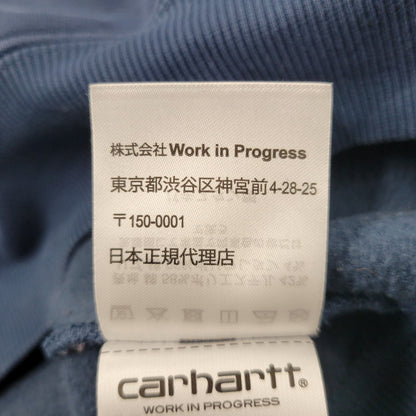 株式会社Work in Progress
東京都渋谷区神宮前4-28-25
〒150-0001
日本正規代理店
carhartt®
WORK IN PROGRESS